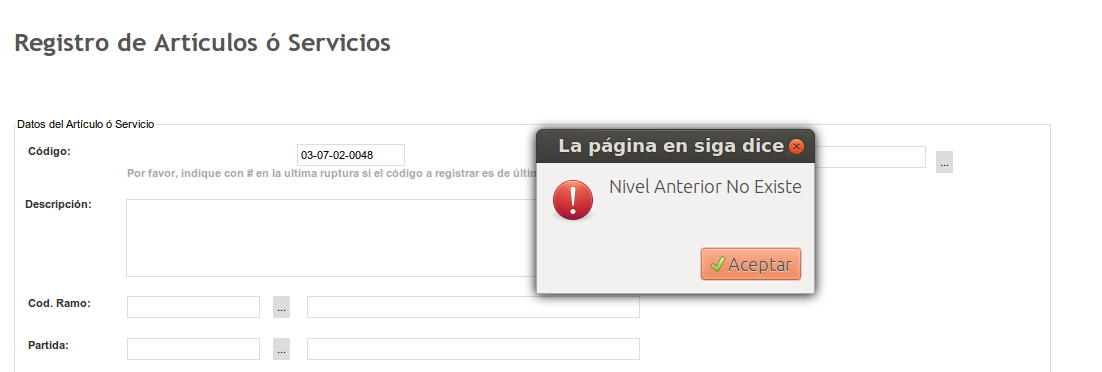 Registro de Artículos ó Servicios
Datos del Artículo ó Servicio
Código:
03-07-02-0048
...
Por favor, indique con # en la ultima ruptura si el código a registrar es de
Descripción:
La página en siga dice
Nivel Anterior No Existe
Aceptar
Cod. Ramo:
...
Partida:
...